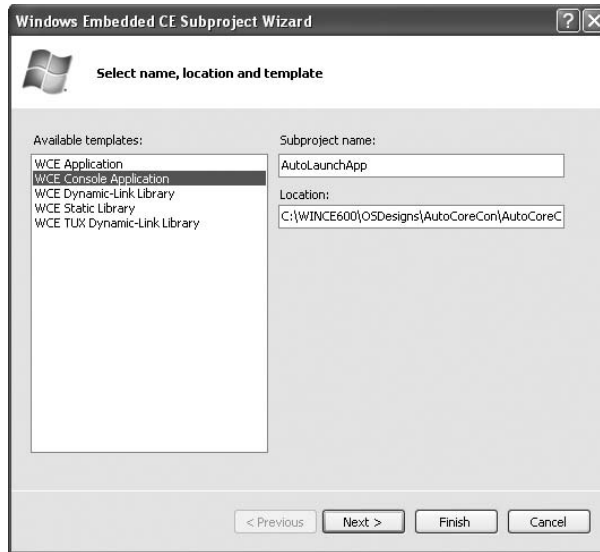 Windows Embedded CE Subproject Wizard
Select name, location and template
Available templates:
WCE Application
WCE Console Application
WCE Dynamic-Link Library
WCE Static Library
WCE TUX Dynamic-Link Library
Subproject name:
AutoLaunchApp
Location:
C:\WINCE600\OSDesigns\AutoCoreCon\AutoCoreC
< Previous
Next >
Finish
Cancel